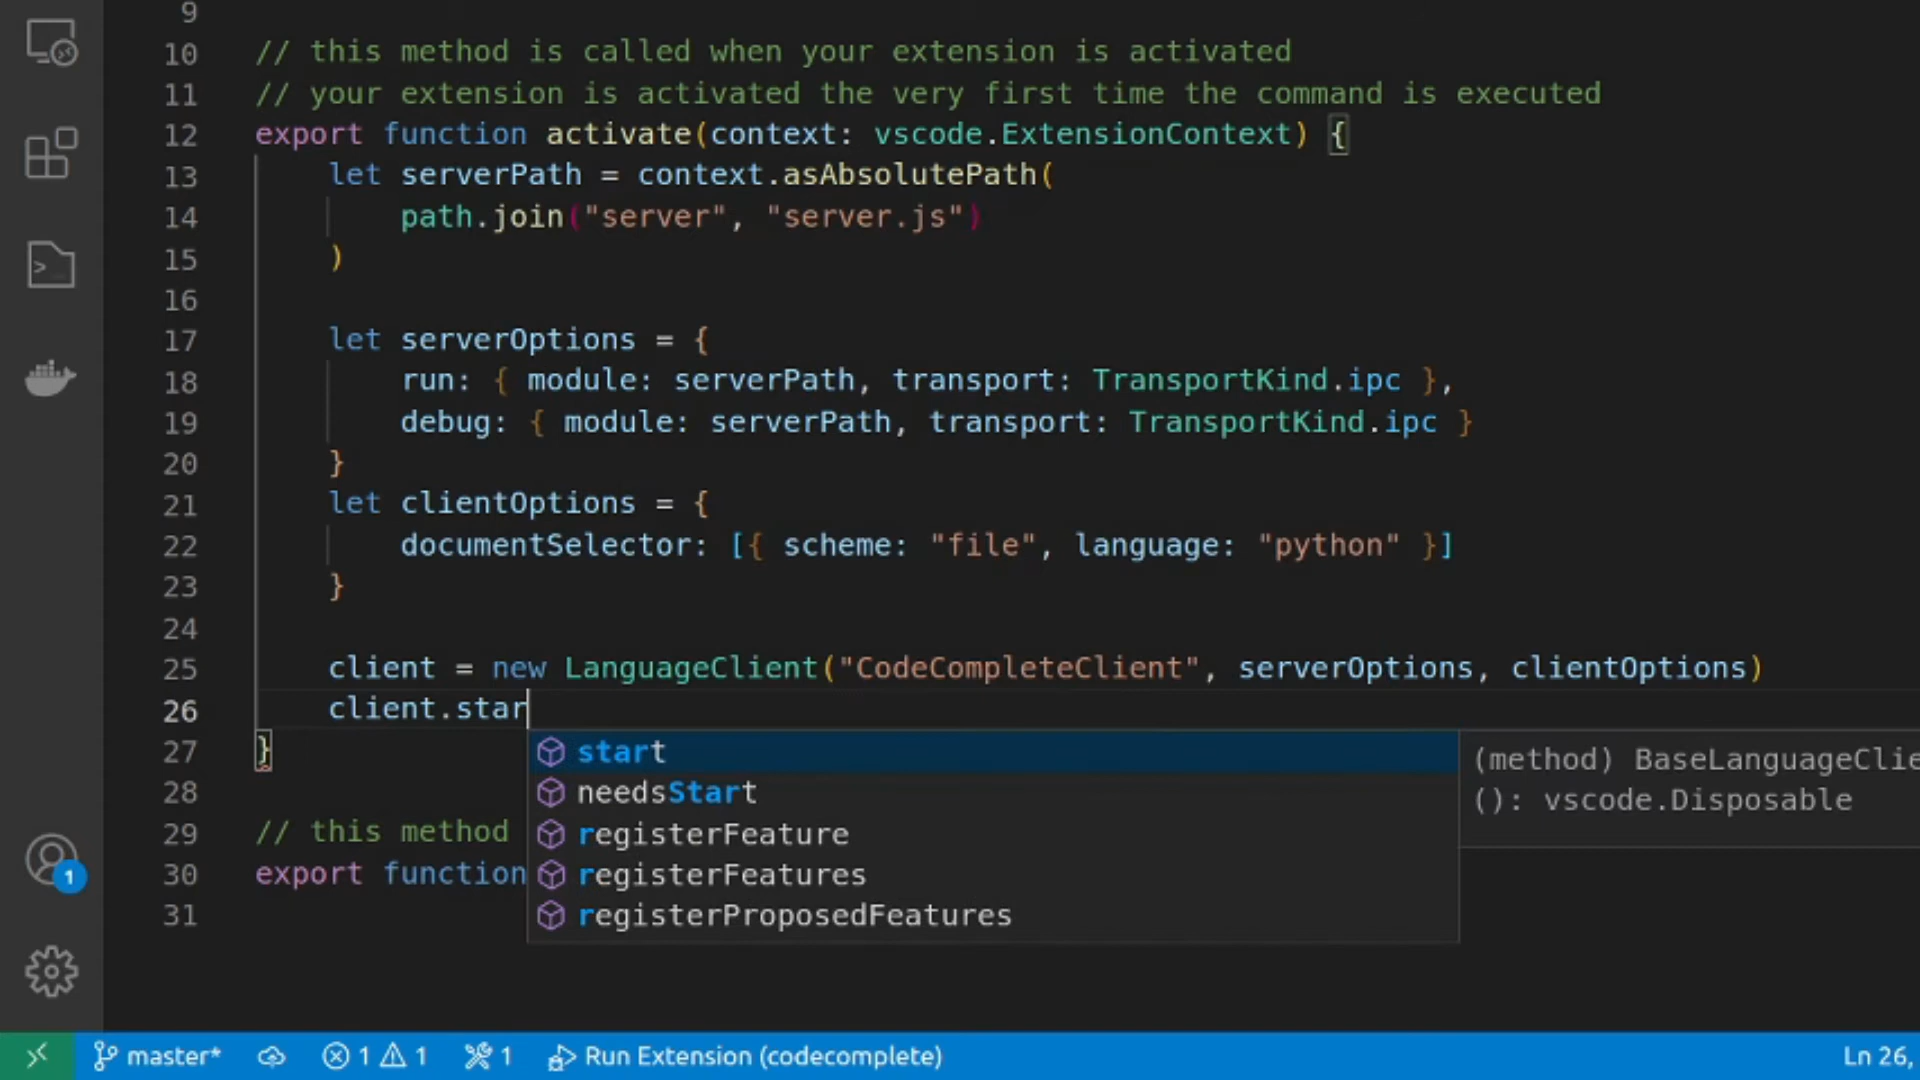 9
10 // this method is called when your extension is activated
11 // your extension is activated the very first time the command is executed
12 export function activate(context: vscode.ExtensionContext) {
13 let serverPath = context.asAbsolutePath(
14 path.join("server", "server.js")
15 )
16
17 let serverOptions = {
18 run: { module: serverPath, transport: TransportKind.ipc },
19 debug: { module: serverPath, transport: TransportKind.ipc }
20 }
21 let clientOptions = {
22 documentSelector: [{ scheme: "file", language: "python" }]
23 }
24
25 client = new LanguageClient("CodeCompleteClient", serverOptions, clientOptions)
26 client.star
27 }
start
(method) BaseLanguageClie
needsStart
(): vscode.Disposable
28
registerFeature
29 // this method
registerFeatures
30 export function
registerProposedFeatures
31
1
master* 1 1 1 Run Extension (codecomplete) Ln 26,